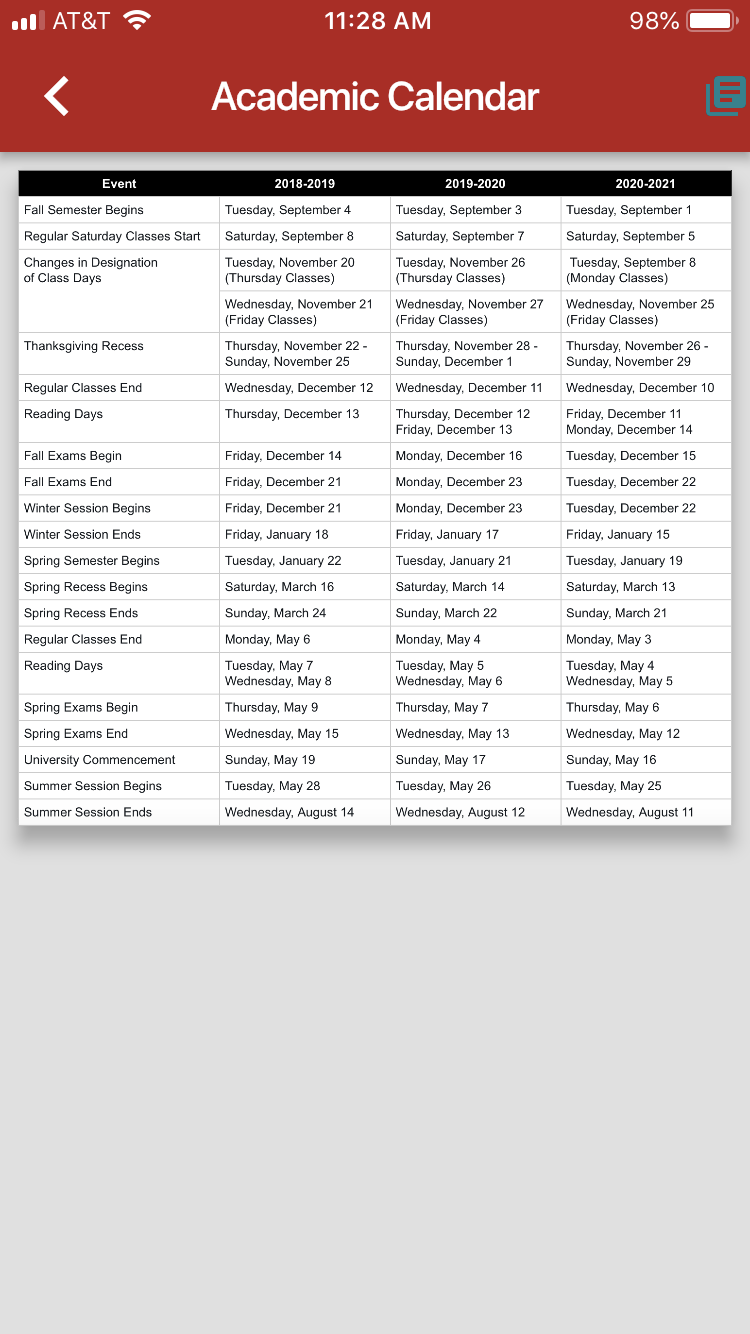 AT&T 11:28 AM 98%
Academic Calendar
Event 2018-2019 2019-2020 2020-2021
Fall Semester Begins Tuesday, September 4 Tuesday, September 3 Tuesday, September 1
Regular Saturday Classes Start Saturday, September 8 Saturday, September 7 Saturday, September 5
Changes in Designation Tuesday, November 20 Tuesday, November 26 Tuesday, September 8
of Class Days (Thursday Classes) (Thursday Classes) (Monday Classes)
Wednesday, November 21 Wednesday, November 27 Wednesday, November 25
(Friday Classes) (Friday Classes) (Friday Classes)
Thanksgiving Recess Thursday, November 22 - Thursday, November 28 - Thursday, November 26 -
Sunday, November 25 Sunday, December 1 Sunday, November 29
Regular Classes End Wednesday, December 12 Wednesday, December 11 Wednesday, December 10
Reading Days Thursday, December 13 Thursday, December 12 Friday, December 11
Friday, December 13 Monday, December 14
Fall Exams Begin Friday, December 14 Monday, December 16 Tuesday, December 15
Fall Exams End Friday, December 21 Monday, December 23 Tuesday, December 22
Winter Session Begins Friday, December 21 Monday, December 23 Tuesday, December 22
Winter Session Ends Friday, January 18 Friday, January 17 Friday, January 15
Spring Semester Begins Tuesday, January 22 Tuesday, January 21 Tuesday, January 19
Spring Recess Begins Saturday, March 16 Saturday, March 14 Saturday, March 13
Spring Recess Ends Sunday, March 24 Sunday, March 22 Sunday, March 21
Regular Classes End Monday, May 6 Monday, May 4 Monday, May 3
Reading Days Tuesday, May 7 Tuesday, May 5 Tuesday, May 4
Wednesday, May 8 Wednesday, May 6 Wednesday, May 5
Spring Exams Begin Thursday, May 9 Thursday, May 7 Thursday, May 6
Spring Exams End Wednesday, May 15 Wednesday, May 13 Wednesday, May 12
University Commencement Sunday, May 19 Sunday, May 17 Sunday, May 16
Summer Session Begins Tuesday, May 28 Tuesday, May 26 Tuesday, May 25
Summer Session Ends Wednesday, August 14 Wednesday, August 12 Wednesday, August 11